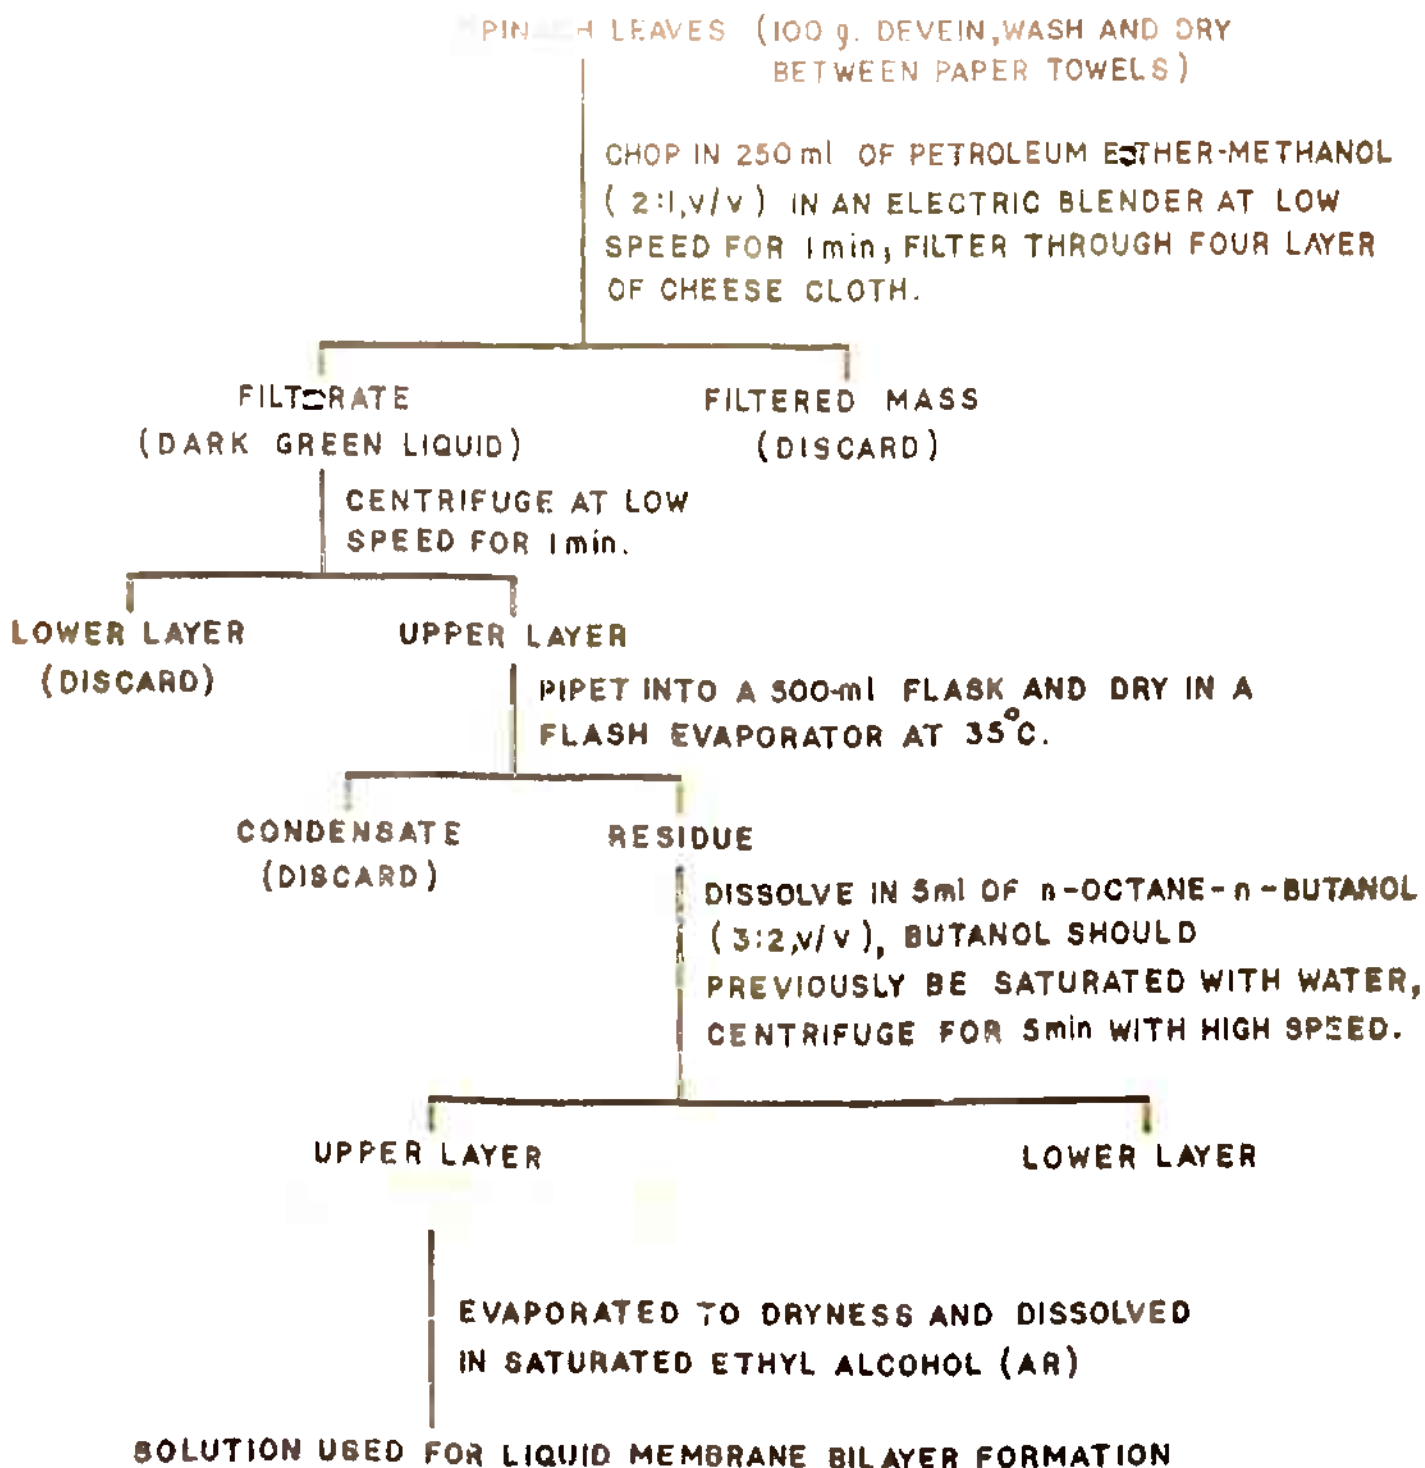 LEAVES (100 g. DEVEIN, WASH AND DRY
BETWEEN PAPER TOWELS)
CHOP IN 250 ml OF PETROLEUM ETHER-METHANOL
(2:1, v/v) IN AN ELECTRIC BLENDER AT LOW
SPEED FOR 1 min, FILTER THROUGH FOUR LAYER
OF CHEESE CLOTH.
FILTRATE
(DARK GREEN LIQUID)
FILTERED MASS
(DISCARD)
CENTRIFUGE AT LOW
SPEED FOR 1 min.
LOWER LAYER
(DISCARD)
UPPER LAYER
PIPET INTO A 500-ml FLASK AND DRY IN A
FLASH EVAPORATOR AT 35°C.
CONDENSATE
(DISCARD)
RESIDUE
DISSOLVE IN 5ml OF n-OCTANE-n-BUTANOL
(3:2, v/v), BUTANOL SHOULD
PREVIOUSLY BE SATURATED WITH WATER,
CENTRIFUGE FOR 5min WITH HIGH SPEED.
UPPER LAYER
LOWER LAYER
EVAPORATED TO DRYNESS AND DISSOLVED
IN SATURATED ETHYL ALCOHOL (AR)
SOLUTION USED FOR LIQUID MEMBRANE BILAYER FORMATION